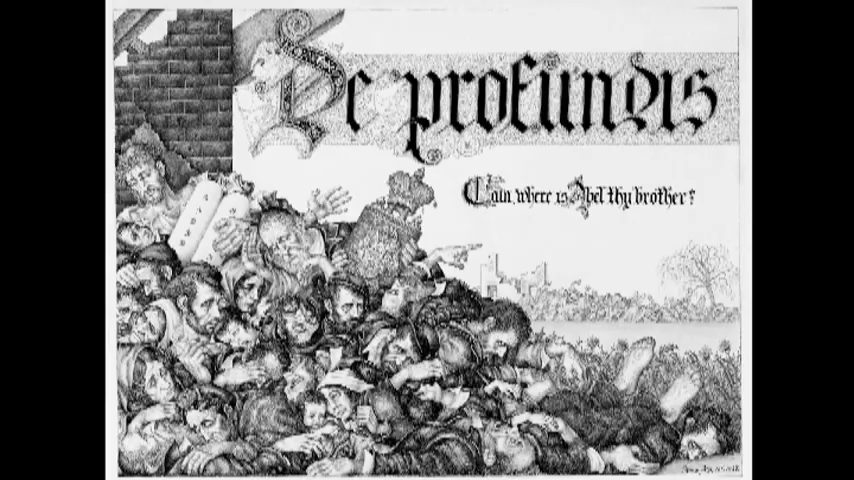 De profundis
Cain, where is Abel thy brother?